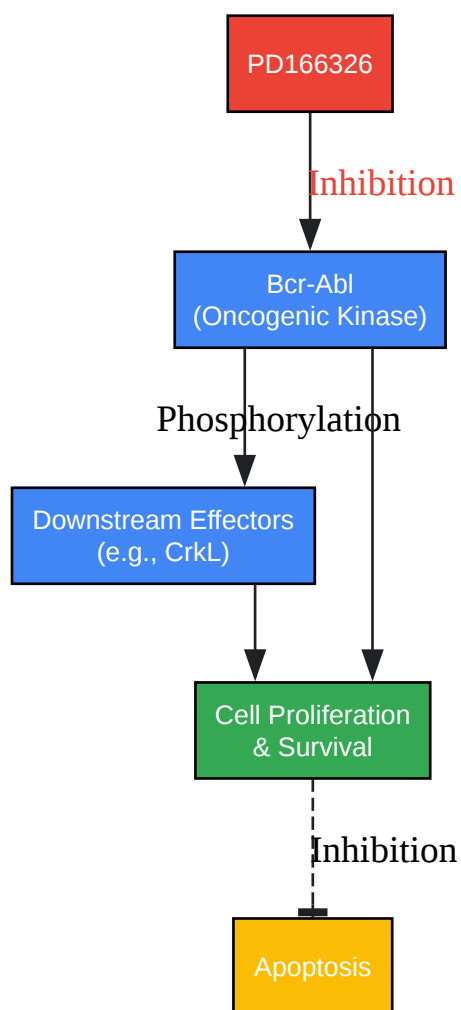 PD166326
Inhibition
Bcr-Abl
(Oncogenic Kinase)
Phosphorylation
Downstream Effectors
(e.g., CrkL)
Cell Proliferation
& Survival
Inhibition
Apoptosis